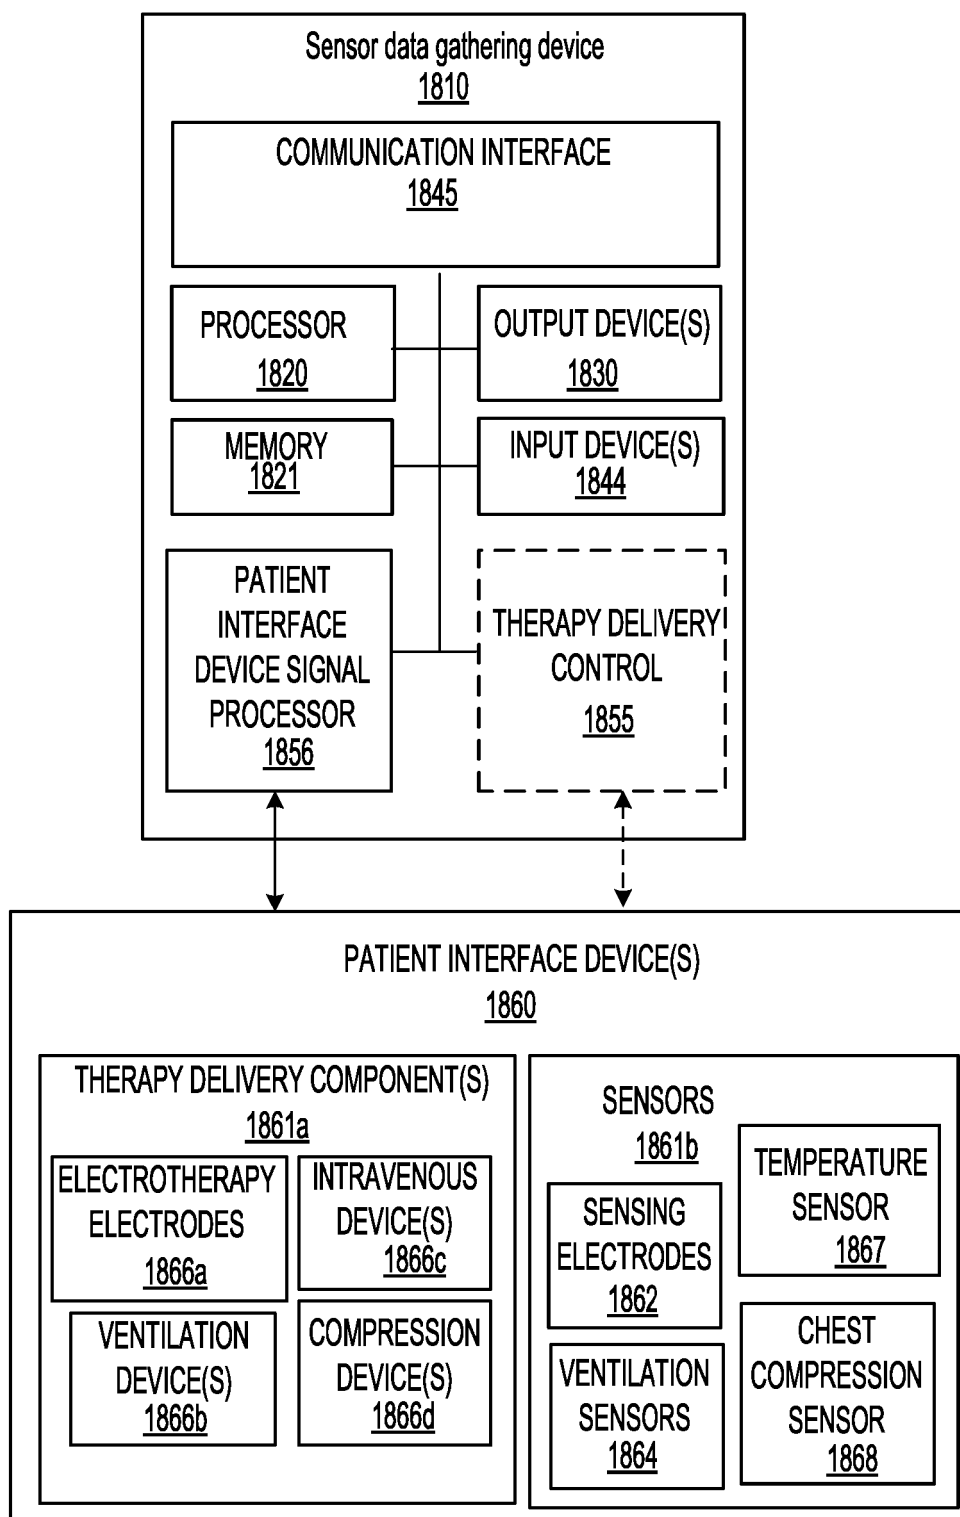 Sensor data gathering device
1810
COMMUNICATION INTERFACE
1845
PROCESSOR
1820
OUTPUT DEVICE(S)
1830
MEMORY
1821
INPUT DEVICE(S)
1844
PATIENT
INTERFACE
DEVICE SIGNAL
PROCESSOR
1856
THERAPY DELIVERY
CONTROL
1855
PATIENT INTERFACE DEVICE(S)
1860
THERAPY DELIVERY COMPONENT(S)
1861a
ELECTROTHERAPY
ELECTRODES
1866a
INTRAVENOUS
DEVICE(S)
1866c
VENTILATION
DEVICE(S)
1866b
COMPRESSION
DEVICE(S)
1866d
SENSORS
1861b
SENSING
ELECTRODES
1862
TEMPERATURE
SENSOR
1867
VENTILATION
SENSORS
1864
CHEST
COMPRESSION
SENSOR
1868